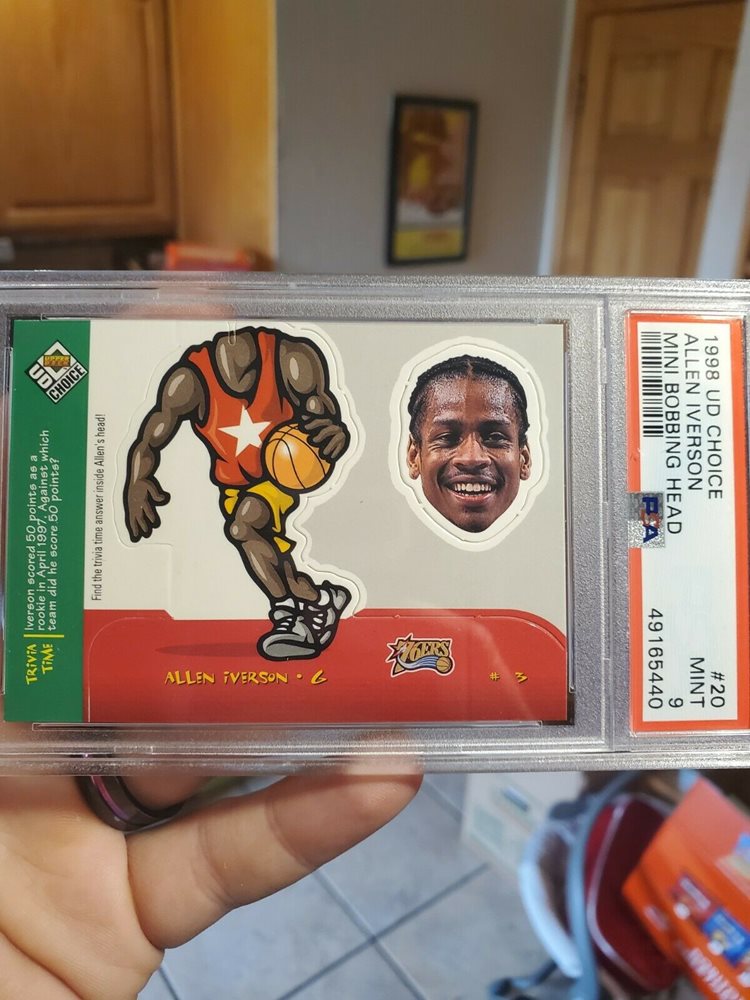 UPPER DECK
UD CHOICE
TRIVIA
TIME
Iverson scored 50 points as a
rookie in April 1997. Against which
team did he score 50 points?
Find the trivia time answer inside Allen's head!
ALLEN IVERSON • G
76ERS
# 3
1998 UD CHOICE
ALLEN IVERSON
MINI BOBBING HEAD
PSA
#20
MINT
9
49165440